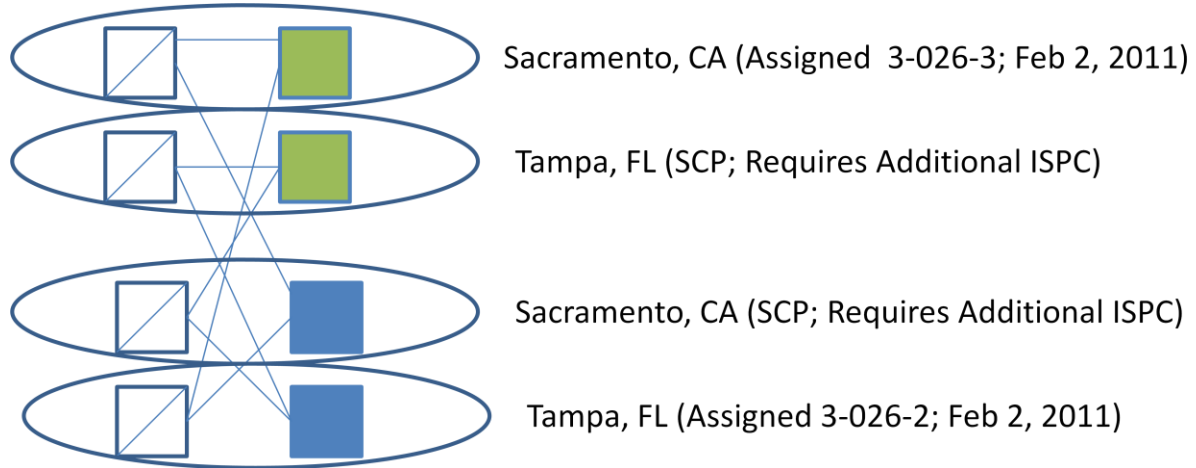 Sacramento, CA (Assigned  3-026-3; Feb 2, 2011)
Tampa, FL (SCP; Requires Additional ISPC)
Sacramento, CA (SCP; Requires Additional ISPC)
Tampa, FL (Assigned 3-026-2; Feb 2, 2011)